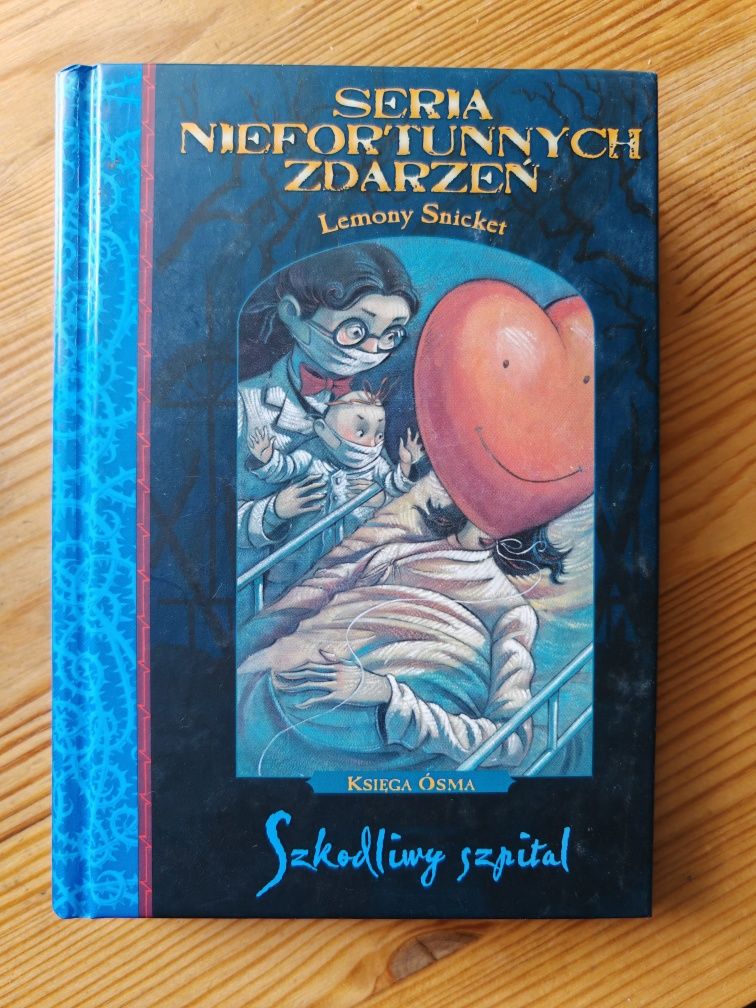 SERIA
NIEFORTUNNYCH
ZDARZEŃ
Lemony Snicket
KSIĘGA ÓSMA
Szkodliwy szpital